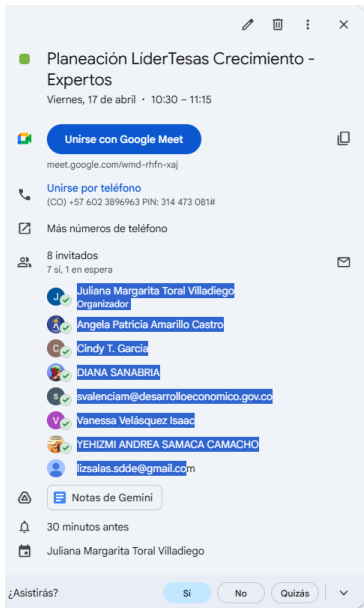 Planeación LíderTesas Crecimiento -
Expertos
Viernes, 17 de abril · 10:30 – 11:15
Unirse con Google Meet
meet.google.com/wmd-rhfn-xaj
Unirse por teléfono
(CO) +57 602 3896963 PIN: 314 473 081#
Más números de teléfono
8 invitados
7 sí, 1 en espera
J
Juliana Margarita Toral Villadiego
Organizador
Angela Patricia Amarillo Castro
C
Cindy T. Garcia
DIANA SANABRIA
S
svalenciam@desarrolloeconomico.gov.co
V
Vanessa Velásquez Isaac
YEHIZMI ANDREA SAMACA CAMACHO
lizsalas.sdde@gmail.com
Notas de Gemini
30 minutos antes
Juliana Margarita Toral Villadiego
¿Asistirás?
Sí
No
Quizás